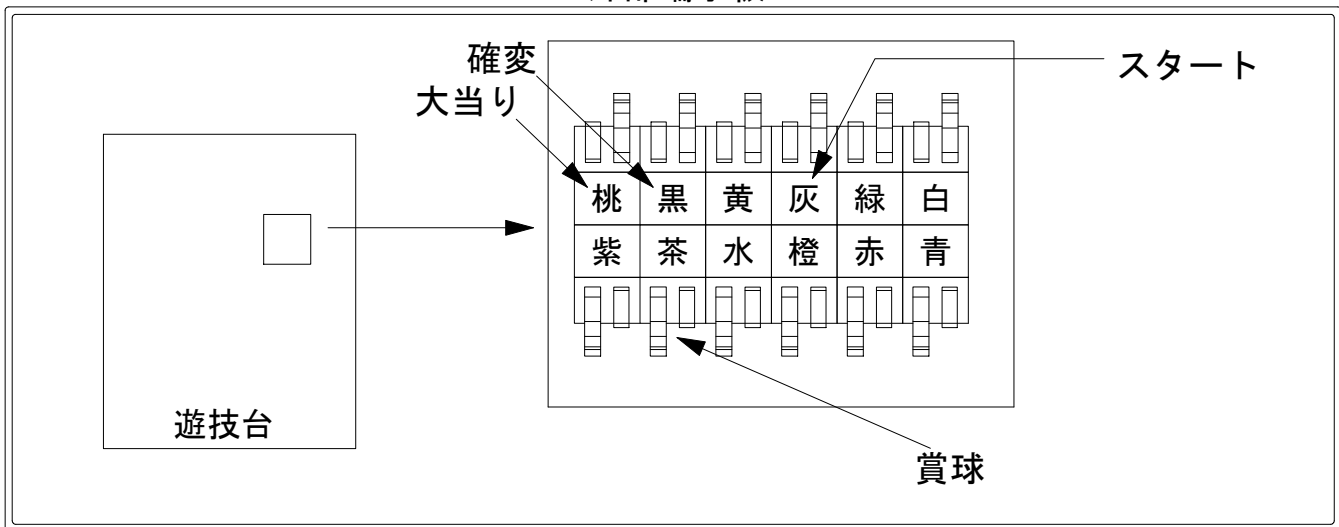 確変
大当り
スタート
桃 黒 黄 灰 緑 白
紫 茶 水 橙 赤 青
遊技台
賞球